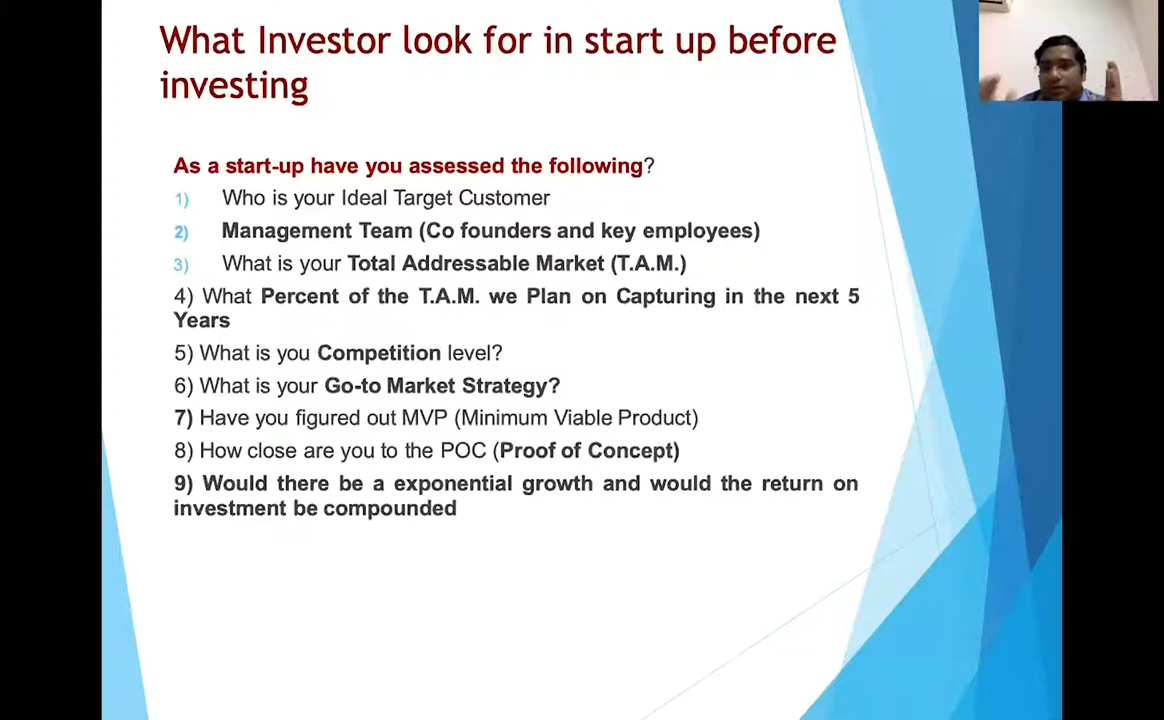 What Investor look for in start up before
investing
As a start-up have you assessed the following?
1) Who is your Ideal Target Customer
2) Management Team (Co founders and key employees)
3) What is your Total Addressable Market (T.A.M.)
4) What Percent of the T.A.M. we Plan on Capturing in the next 5
Years
5) What is you Competition level?
6) What is your Go-to Market Strategy?
7) Have you figured out MVP (Minimum Viable Product)
8) How close are you to the POC (Proof of Concept)
9) Would there be a exponential growth and would the return on
investment be compounded